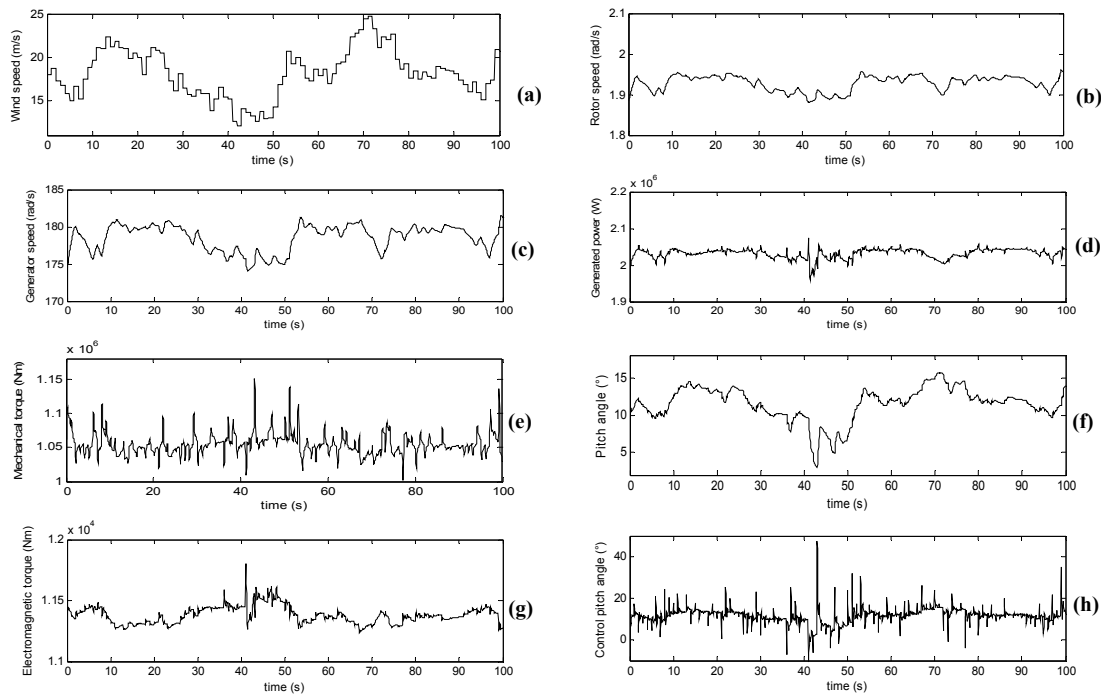 Wind speed (m/s)
25
20
15
0 10 20 30 40 50 60 70 80 90 100
time (s)
(a)
Rotor speed (rad/s)
2.1
2
1.9
1.8
0 10 20 30 40 50 60 70 80 90 100
time (s)
(b)
Generator speed (rad/s)
185
180
175
170
0 10 20 30 40 50 60 70 80 90 100
time (s)
(c)
x 10⁶
Generated power (W)
2.2
2.1
2
1.9
0 10 20 30 40 50 60 70 80 90 100
time (s)
(d)
x 10⁶
Mechanical torque (Nm)
1.15
1.1
1.05
1
0 10 20 30 40 50 60 70 80 90 100
time (s)
(e)
Pitch angle (°)
15
10
5
0 10 20 30 40 50 60 70 80 90 100
time (s)
(f)
x 10⁴
Electromagnetic torque (Nm)
1.2
1.15
1.1
0 10 20 30 40 50 60 70 80 90 100
time (s)
(g)
Control pitch angle (°)
40
20
0
0 10 20 30 40 50 60 70 80 90 100
time (s)
(h)